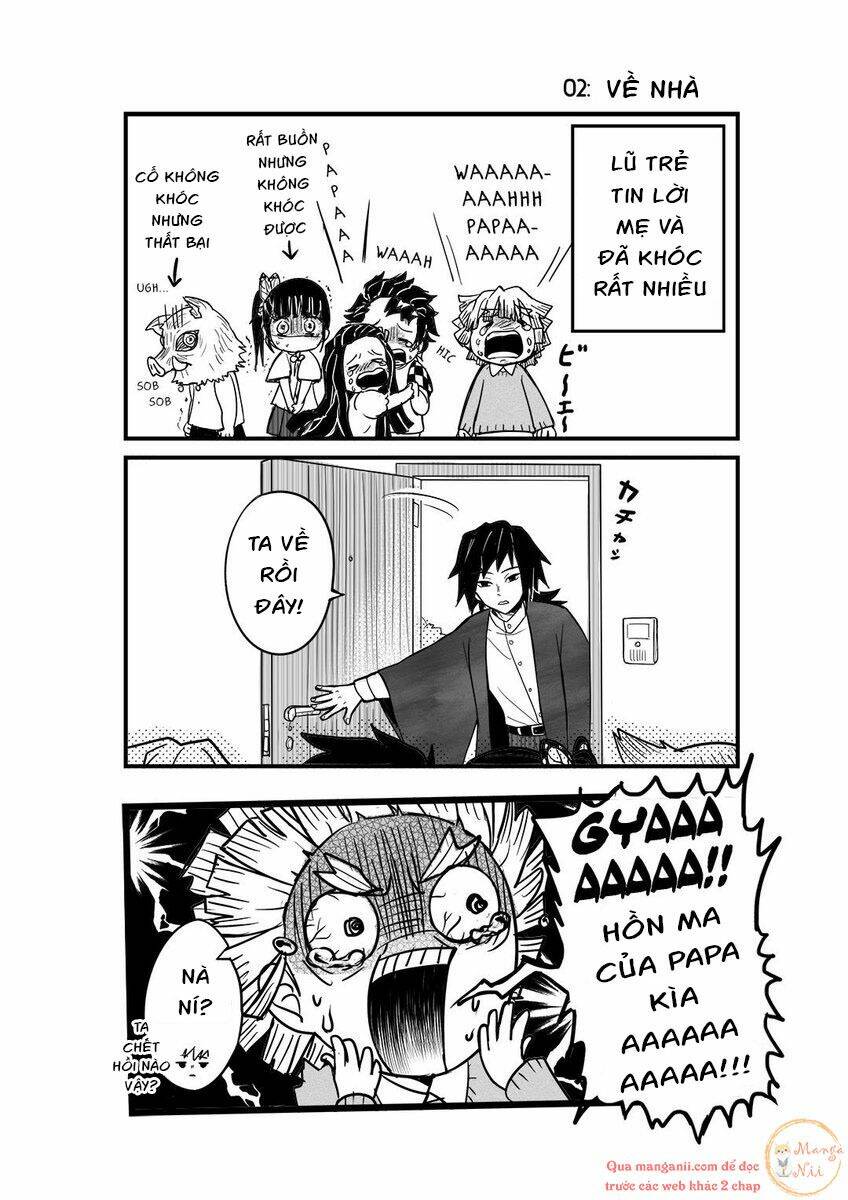 02: VỀ NHÀ
LŨ TRẺ
TIN LỜI
MẸ VÀ
ĐÃ KHÓC
RẤT NHIỀU
WAAAAA-
AAAHHH
PAPAA-
AAAAA
ビーエー
PAPAAA
WAAAH
HIC
RẤT BUỒN
NHƯNG
KHÔNG
KHÓC
ĐƯỢC
CỐ KHÔNG
KHÓC
NHƯNG
THẤT BẠI
UGH...
SOB
SOB
カチャッ
TA VỀ
RỒI
ĐÂY!
GYAAA
AAAAA!!
HỒN MA
CỦA PAPA
KÌA
AAAAAA
AAAAA!!!
NÀ
NÍ?
TA
CHẾT
HỒI NÀO
VẬY?
Manga
Nii
Qua manganii.com để đọc
trước các web khác 2 chap